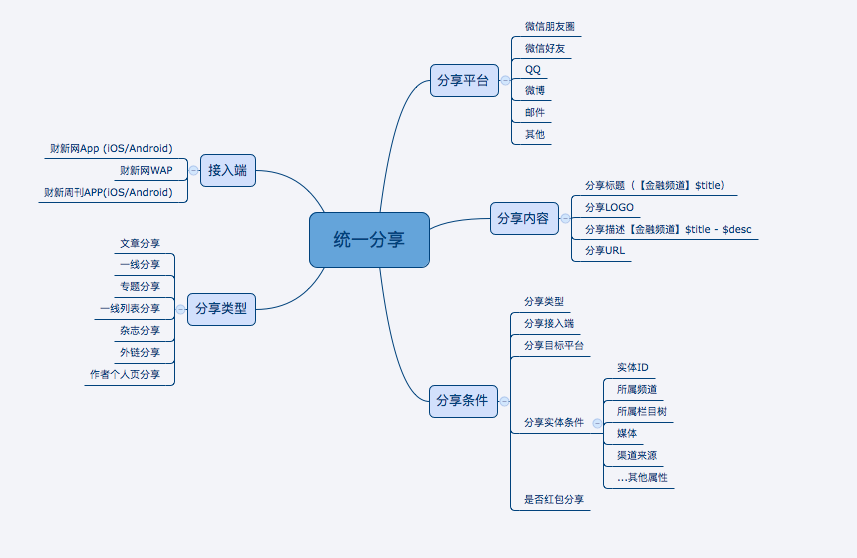 统一分享
分享平台
微信朋友圈
微信好友
QQ
微博
邮件
其他
分享内容
分享标题（【金融频道】$title）
分享LOGO
分享描述【金融频道】$title - $desc
分享URL
分享条件
分享类型
分享接入端
分享目标平台
分享实体条件
实体ID
所属频道
所属栏目树
媒体
渠道来源
...其他属性
是否红包分享
接入端
财新网App (iOS/Android)
财新网WAP
财新周刊APP(iOS/Android)
分享类型
文章分享
一线分享
专题分享
一线列表分享
杂志分享
外链分享
作者个人页分享